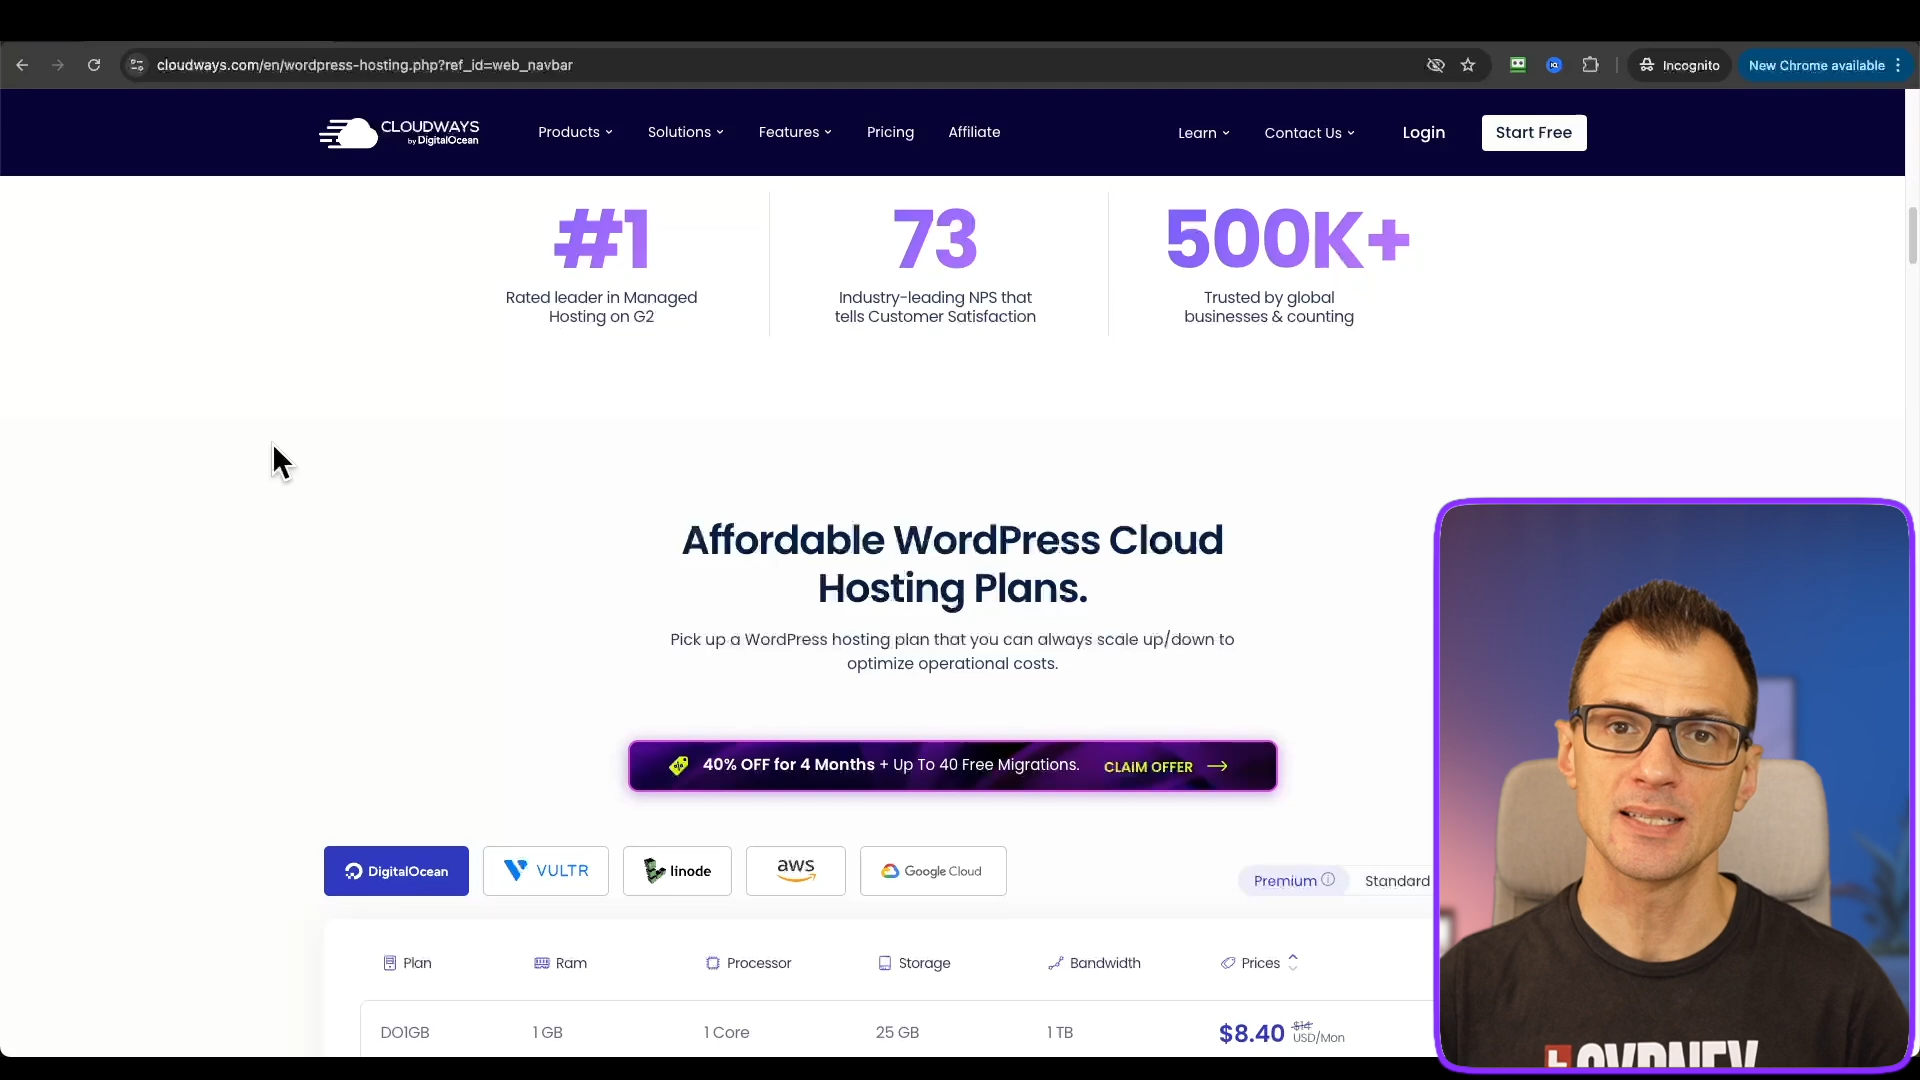 cloudways.com/en/wordpress-hosting.php?ref_id=web_navbar
Incognito
New Chrome available
CLOUDWAYS
by DigitalOcean
Products
Solutions
Features
Pricing
Affiliate
Learn
Contact Us
Login
Start Free
#1
Rated leader in Managed
Hosting on G2
73
Industry-leading NPS that
tells Customer Satisfaction
500K+
Trusted by global
businesses & counting
Affordable WordPress Cloud
Hosting Plans.
Pick up a WordPress hosting plan that you can always scale up/down to
optimize operational costs.
40% OFF for 4 Months + Up To 40 Free Migrations.
CLAIM OFFER
DigitalOcean
VULTR
linode
aws
Google Cloud
Premium
Standard
Plan
Ram
Processor
Storage
Bandwidth
Prices
DO1GB
1 GB
1 Core
25 GB
1 TB
$8.40
$14
USD/Mon